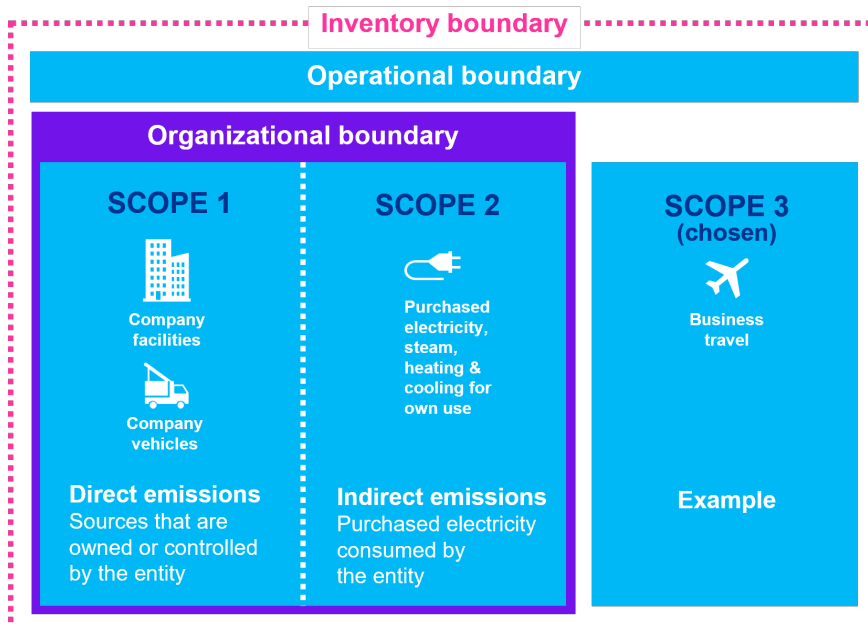 Inventory boundary
Operational boundary
Organizational boundary
SCOPE 1
Company
facilities
Company
vehicles
Direct emissions
Sources that are
owned or controlled
by the entity
SCOPE 2
Purchased
electricity,
steam,
heating &
cooling for
own use
Indirect emissions
Purchased electricity
consumed by
the entity
SCOPE 3
(chosen)
Business
travel
Example